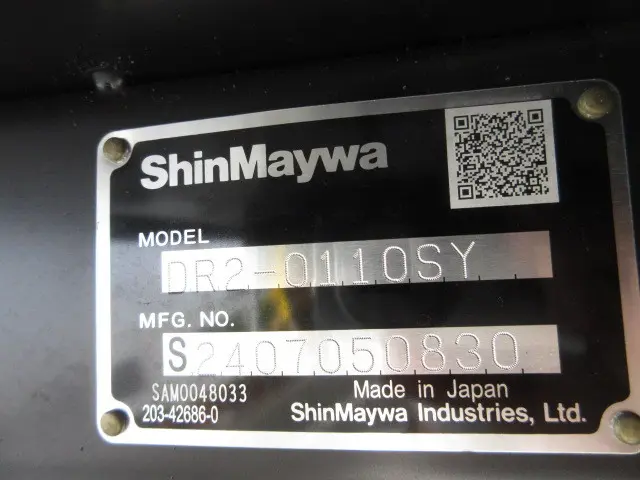 ShinMaywa
MODEL
DR2-0110SY
MFG. NO.
S2407050830
SAM0048033
Made in Japan
203-42686-0
ShinMaywa Industries, Ltd.